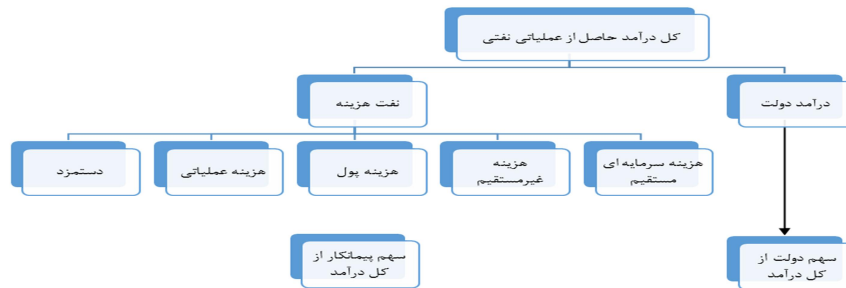 کل درآمد حاصل از عملیاتی نفتی
درآمد دولت
نفت هزینه
هزینه سرمایه ای
مستقیم
هزینه
غیرمستقیم
هزینه پول
هزینه عملیاتی
دستمزد
سهم دولت از
کل درآمد
سهم پیمانکار از
کل درآمد